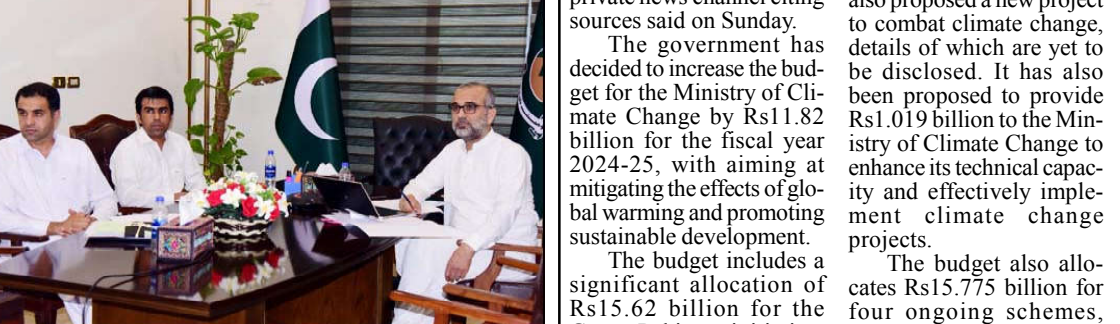 private news channel citing
sources said on Sunday.
The government has
decided to increase the bud-
get for the Ministry of Cli-
mate Change by Rs11.82
billion for the fiscal year
2024-25, with aiming at
mitigating the effects of glo-
bal warming and promoting
sustainable development.
The budget includes a
significant allocation of
Rs15.62 billion for the
also proposed a new project
to combat climate change,
details of which are yet to
be disclosed. It has also
been proposed to provide
Rs1.019 billion to the Min-
istry of Climate Change to
enhance its technical capac-
ity and effectively imple-
ment climate change
projects.
The budget also allo-
cates Rs15.775 billion for
four ongoing schemes,